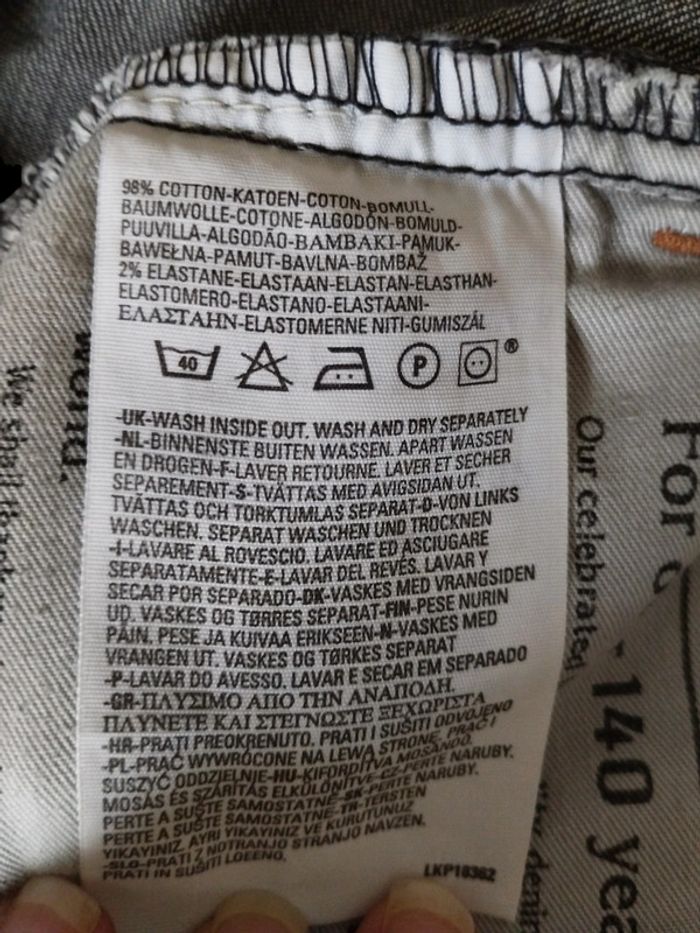 98% COTTON-KATOEN-COTON-BOMULL-
BAUMWOLLE-COTONE-ALGODÓN-BOMULD-
PUUVILLA-ALGODÃO-BAMBAKI-PAMUK-
BAWEŁNA-PAMUT-BAVLNA-BOMBAŽ
2% ELASTANE-ELASTAAN-ELASTAN-ELASTHAN-
ELASTOMERO-ELASTANO-ELASTAANI-
ΕΛΑΣΤΑΗΝ-ELASTOMERNE NITI-GUMISZÁL
40
P
®
-UK-WASH INSIDE OUT. WASH AND DRY SEPARATELY
-NL-BINNENSTE BUITEN WASSEN. APART WASSEN
EN DROGEN-F-LAVER RETOURNE. LAVER ET SECHER
SEPAREMENT-S-TVÄTTAS MED AVIGSIDAN UT.
TVÄTTAS OCH TORKTUMLAS SEPARAT-D-VON LINKS
WASCHEN. SEPARAT WASCHEN UND TROCKNEN
-I-LAVARE AL ROVESCIO. LAVARE ED ASCIUGARE
SEPARATAMENTE-E-LAVAR DEL REVÉS. LAVAR Y
SECAR POR SEPARADO-DK-VASKES MED VRANGSIDEN
UD. VASKES OG TØRRES SEPARAT-FIN-PESE NURIN
PÄIN. PESE JA KUIVAA ERIKSEEN-N-VASKES MED
VRANGEN UT. VASKES OG TØRKES SEPARAT
-P-LAVAR DO AVESSO. LAVAR E SECAR EM SEPARADO
-GR-ΠΛΥΣΙΜΟ ΑΠΟ ΤΗΝ ΑΝΑΠΟΔΗ.
ΠΛΥΝΕΤΕ ΚΑΙ ΣΤΕΓΝΩΣΤΕ ΞΕΧΩΡΙΣΤΑ
-HR-PRATI PREOKRENUTO. PRATI I SUŠITI ODVOJENO
-PL-PRAĆ WYWRÓCONE NA LEWĄ STRONĘ. PRAĆ I
SUSZYĆ ODDZIELNIE-HU-KIFORDÍTVA MOSANDÓ.
MOSÁS ÉS SZÁRÍTÁS ELKÜLÖNÍTVE-CZ-PERTE NARUBY.
PERTE A SUŠTE SAMOSTATNĚ-SK-PERTE NARUBY.
PERTE A SUŠTE SAMOSTATNE-TR-TERSTEN
YIKAYINIZ. AYRI YIKAYINIZ VE KURUTUNUZ
-SLO-PRATI Z NOTRANJO STRANJO NAVZEN.
PRATI IN SUŠITI LOČENO.
LKP10362
We shall
world.
For
Our celebrated
-140 yea
denim